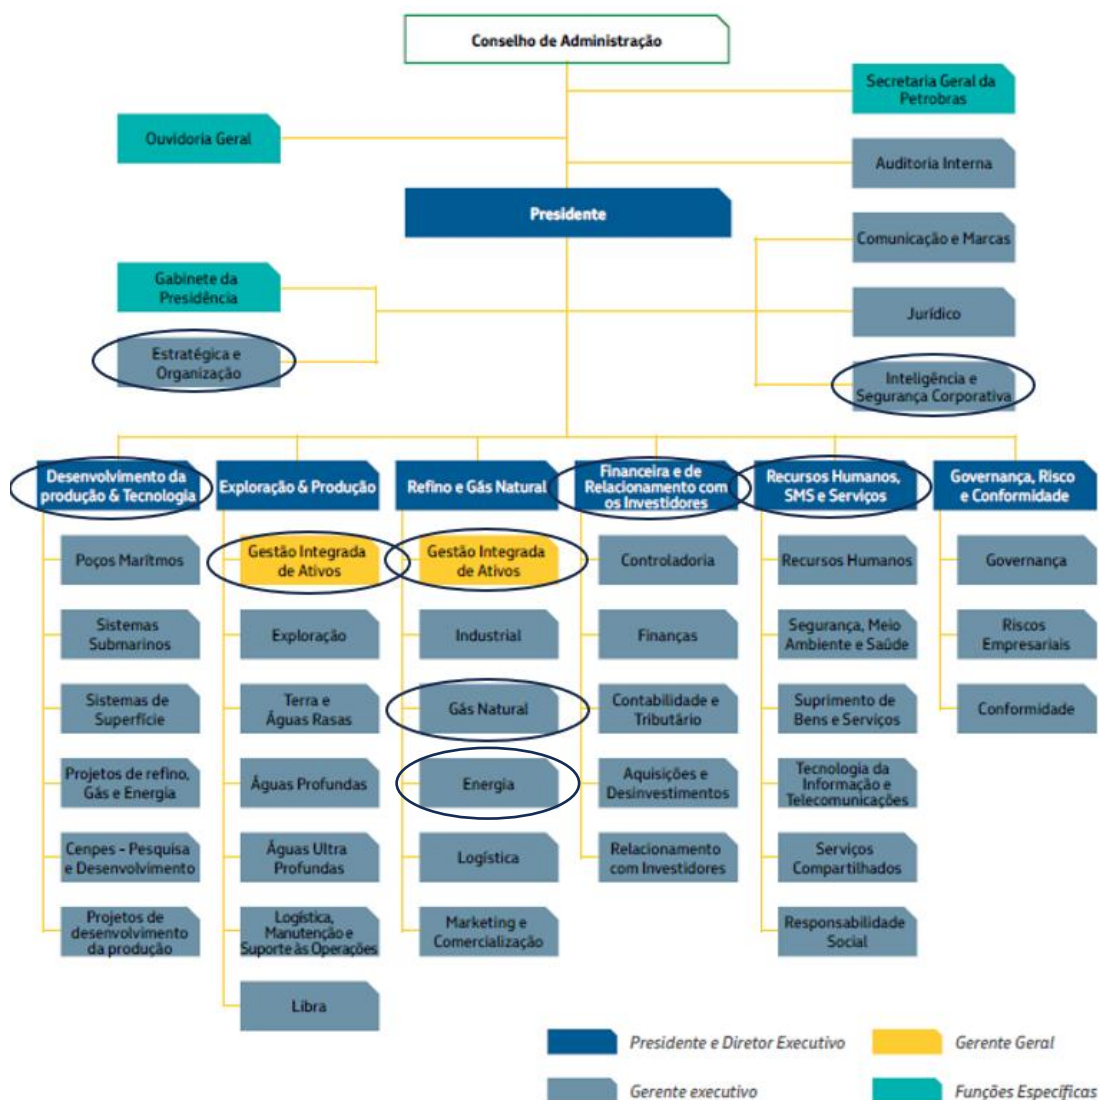 Conselho de Administração
Secretaria Geral da
Petrobras
Ouvidoria Geral
Auditoria Interna
Presidente
Comunicação e Marcas
Gabinete da
Presidência
Jurídico
Estratégica e
Organização
Inteligência e
Segurança Corporativa
Desenvolvimento da
produção & Tecnologia
Exploração & Produção
Refino e Gás Natural
Financeira e de
Relacionamento com
os Investidores
Recursos Humanos,
SMS e Serviços
Governança, Risco
e Conformidade
Poços Marítmos
Gestão Integrada
de Ativos
Gestão Integrada
de Ativos
Controladoria
Recursos Humanos
Governança
Sistemas
Submarinos
Exploração
Industrial
Finanças
Segurança, Meio
Ambiente e Saúde
Riscos
Empresariais
Sistemas de
Superfície
Terra e
Águas Rasas
Gás Natural
Contabilidade e
Tributário
Suprimento de
Bens e Serviços
Conformidade
Projetos de refino,
Gás e Energia
Águas Profundas
Energia
Aquisições e
Desinvestimentos
Tecnologia da
Informação e
Telecomunicações
Cenpes - Pesquisa
e Desenvolvimento
Águas Ultra
Profundas
Logística
Relacionamento
com Investidores
Serviços
Compartilhados
Projetos de
desenvolvimento
da produção
Logística,
Manutenção e
Suporte às Operações
Marketing e
Comercialização
Responsabilidade
Social
Libra
Presidente e Diretor Executivo
Gerente Geral
Gerente executivo
Funções Específicas